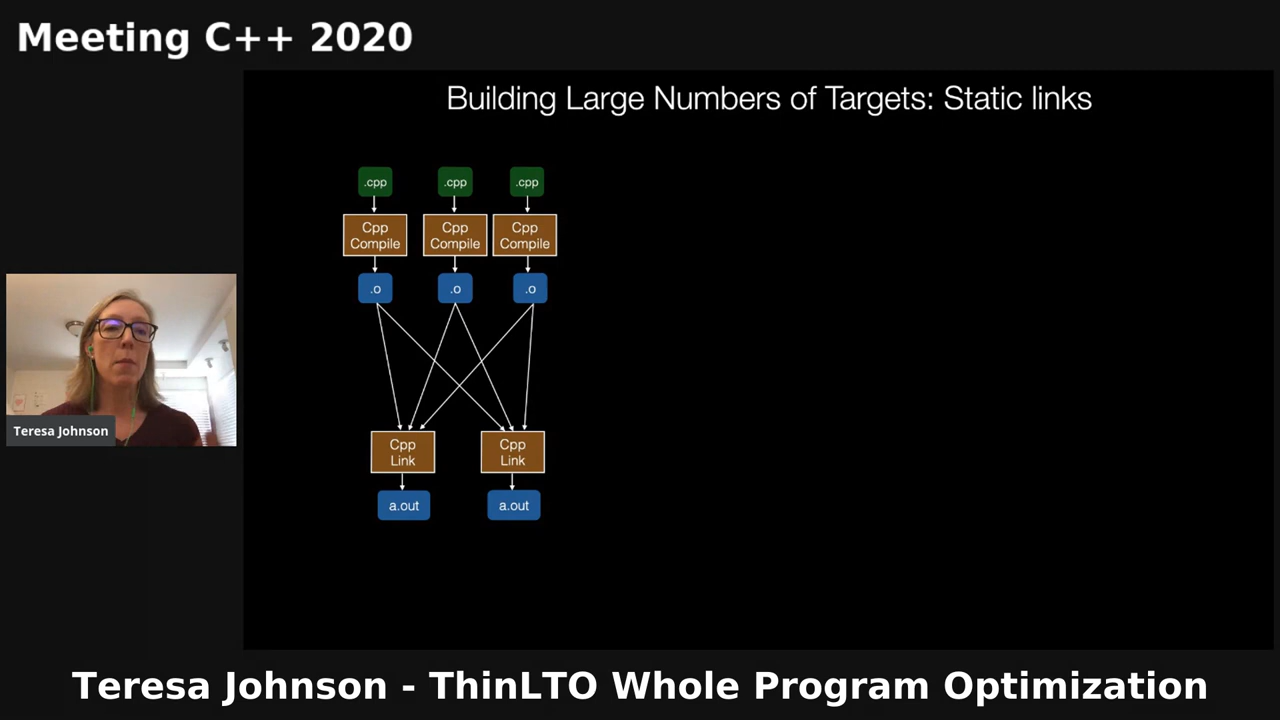 Meeting C++ 2020
Building Large Numbers of Targets: Static links
.cpp
.cpp
.cpp
Cpp
Compile
Cpp
Compile
Cpp
Compile
.o
.o
.o
Teresa Johnson
Cpp
Link
Cpp
Link
a.out
a.out
Teresa Johnson - ThinLTO Whole Program Optimization